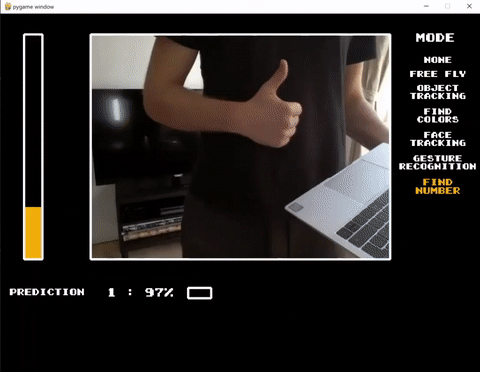 pygame window
MODE
NONE
FREE FLY
OBJECT
TRACKING
FIND
COLORS
FACE
TRACKING
GESTURE
RECOGNITION
FIND
NUMBER
PREDICTION 1 : 97%